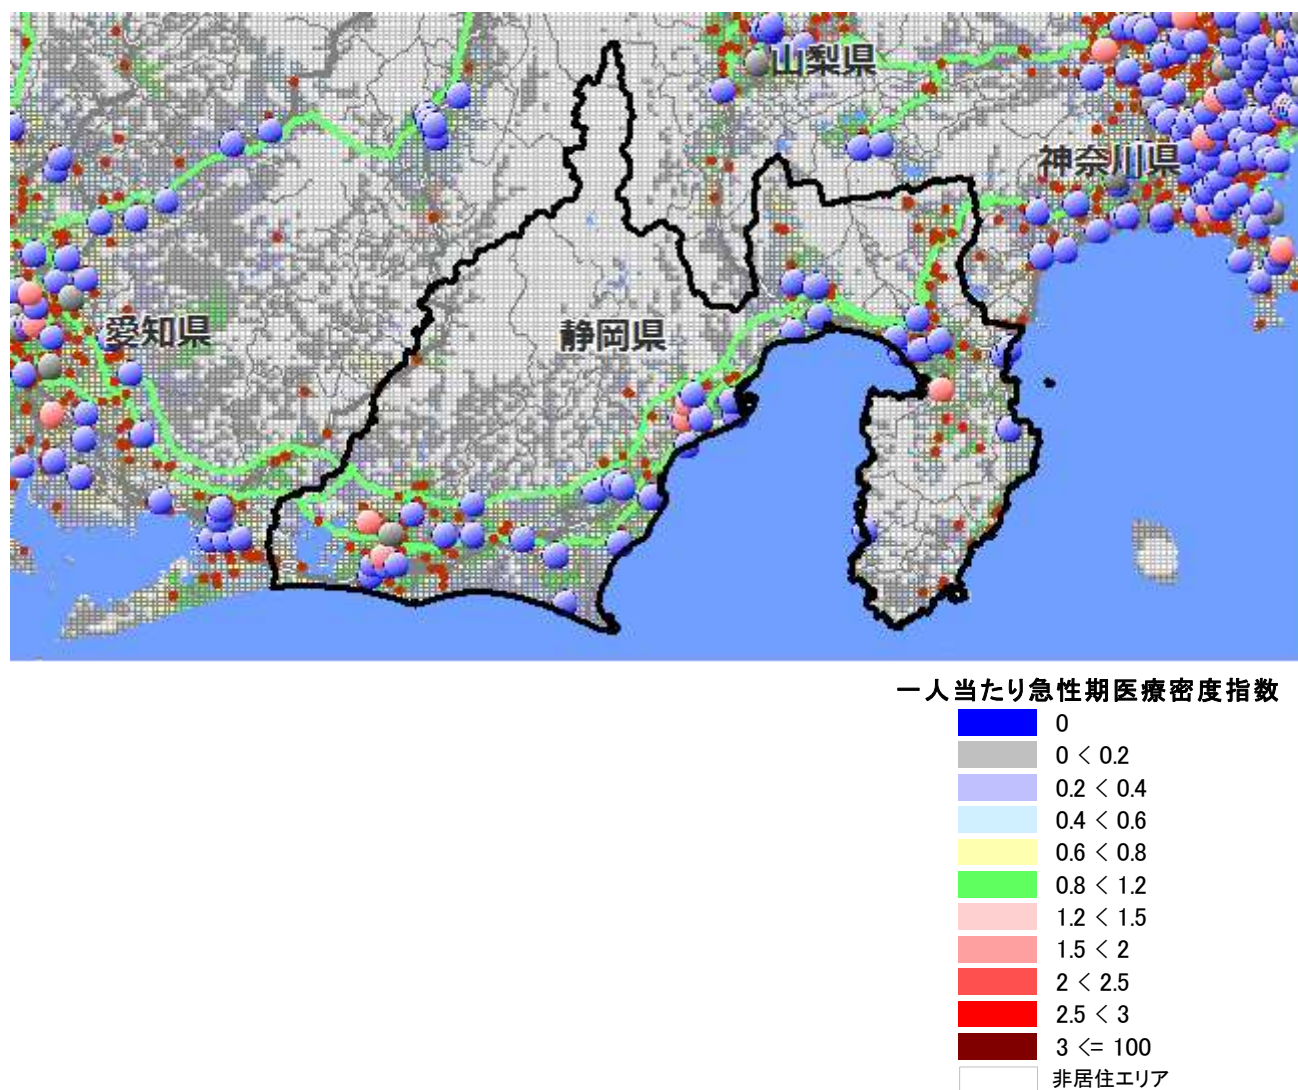 山梨県
神奈川県
愛知県
静岡県
一人当たり急性期医療密度指数
0
0 < 0.2
0.2 < 0.4
0.4 < 0.6
0.6 < 0.8
0.8 < 1.2
1.2 < 1.5
1.5 < 2
2 < 2.5
2.5 < 3
3 <= 100
非居住エリア